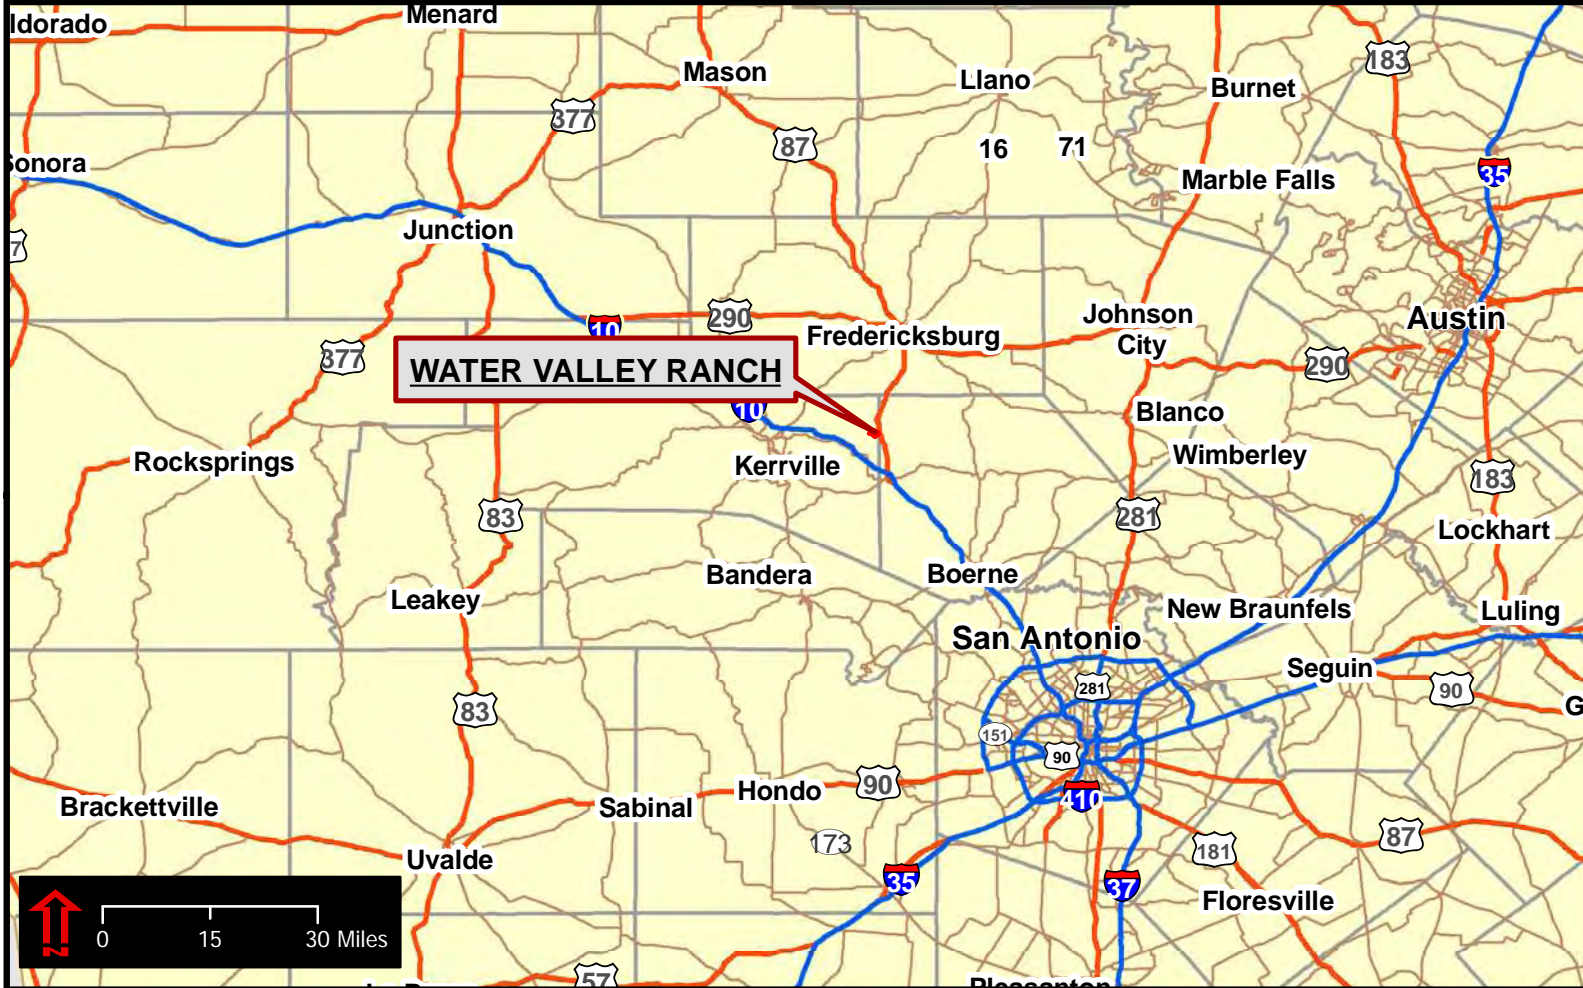 ldorado
Menard
Mason
Llano
Burnet
183
377
87
16
71
35
Sonora
Marble Falls
Junction
7
10
290
Fredericksburg
Johnson
City
Austin
377
WATER VALLEY RANCH
290
10
Blanco
Rocksprings
Kerrville
Wimberley
183
83
281
Lockhart
Leakey
Bandera
Boerne
New Braunfels
Luling
San Antonio
Seguin
83
281
90
G
151
90
Brackettville
Sabinal
Hondo
90
410
173
181
87
Uvalde
35
37
Floresville
N
0 15 30 Miles
57
Pleasanton